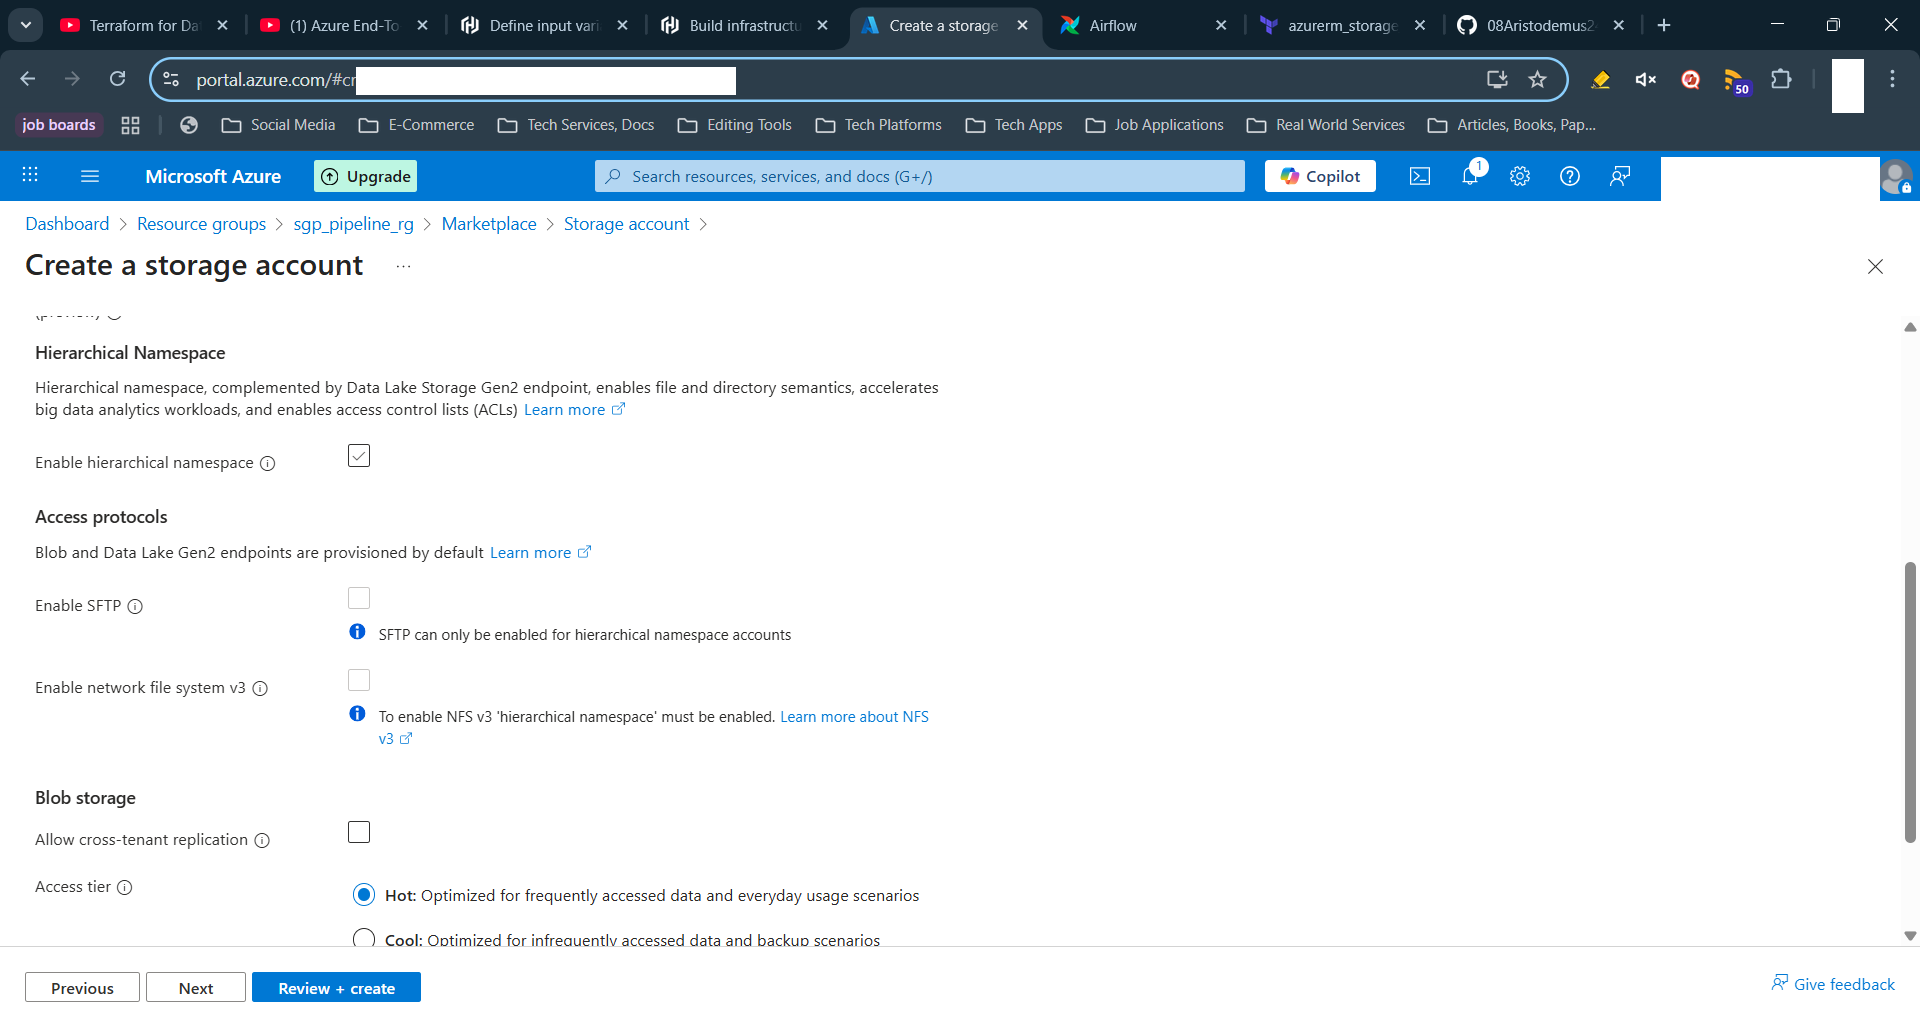 Terraform for Da
(1) Azure End-To
Define input vari
Build infrastructu
Create a storage
Airflow
azurerm_storage
08Aristodemus2
portal.azure.com/#cr
50
job boards
Social Media
E-Commerce
Tech Services, Docs
Editing Tools
Tech Platforms
Tech Apps
Job Applications
Real World Services
Articles, Books, Pap...
Microsoft Azure
Upgrade
Search resources, services, and docs (G+/)
Copilot
1
Dashboard > Resource groups > sgp_pipeline_rg > Marketplace > Storage account >
Create a storage account ...
Hierarchical Namespace
Hierarchical namespace, complemented by Data Lake Storage Gen2 endpoint, enables file and directory semantics, accelerates
big data analytics workloads, and enables access control lists (ACLs) Learn more
Enable hierarchical namespace
Access protocols
Blob and Data Lake Gen2 endpoints are provisioned by default Learn more
Enable SFTP
SFTP can only be enabled for hierarchical namespace accounts
Enable network file system v3
To enable NFS v3 'hierarchical namespace' must be enabled. Learn more about NFS
v3
Blob storage
Allow cross-tenant replication
Access tier
Hot: Optimized for frequently accessed data and everyday usage scenarios
Cool: Optimized for infrequently accessed data and backup scenarios
Previous
Next
Review + create
Give feedback